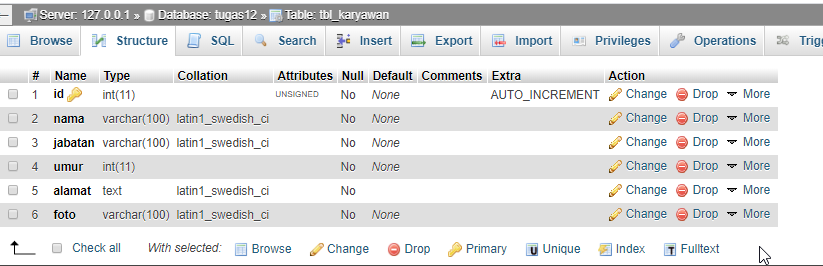 Server: 127.0.0.1 » Database: tugas12 » Table: tbl_karyawan
Browse Structure SQL Search Insert Export Import Privileges Operations Trigg
# Name Type Collation Attributes Null Default Comments Extra Action
1 id int(11) UNSIGNED No None AUTO_INCREMENT Change Drop More
2 nama varchar(100) latin1_swedish_ci No None Change Drop More
3 jabatan varchar(100) latin1_swedish_ci No None Change Drop More
4 umur int(11) No None Change Drop More
5 alamat text latin1_swedish_ci No Change Drop More
6 foto varchar(100) latin1_swedish_ci No None Change Drop More
Check all With selected: Browse Change Drop Primary Unique Index Fulltext